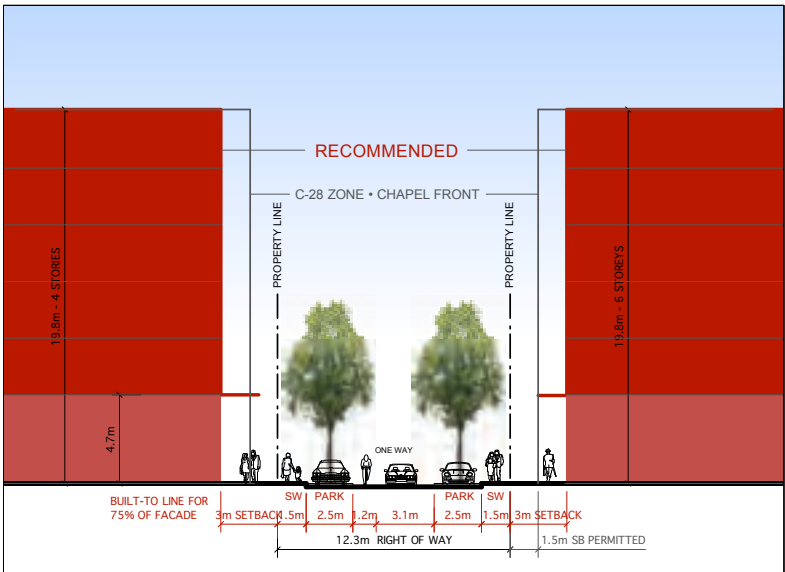 RECOMMENDED
C-28 ZONE • CHAPEL FRONT
PROPERTY LINE
PROPERTY LINE
19.8m - 4 STORIES
19.8m - 6 STOREYS
4.7m
ONE WAY
SW PARK PARK SW
BUILT-TO LINE FOR
75% OF FACADE
3m SETBACK 1.5m 2.5m 1.2m 3.1m 2.5m 1.5m 3m SETBACK
12.3m RIGHT OF WAY
1.5m SB PERMITTED